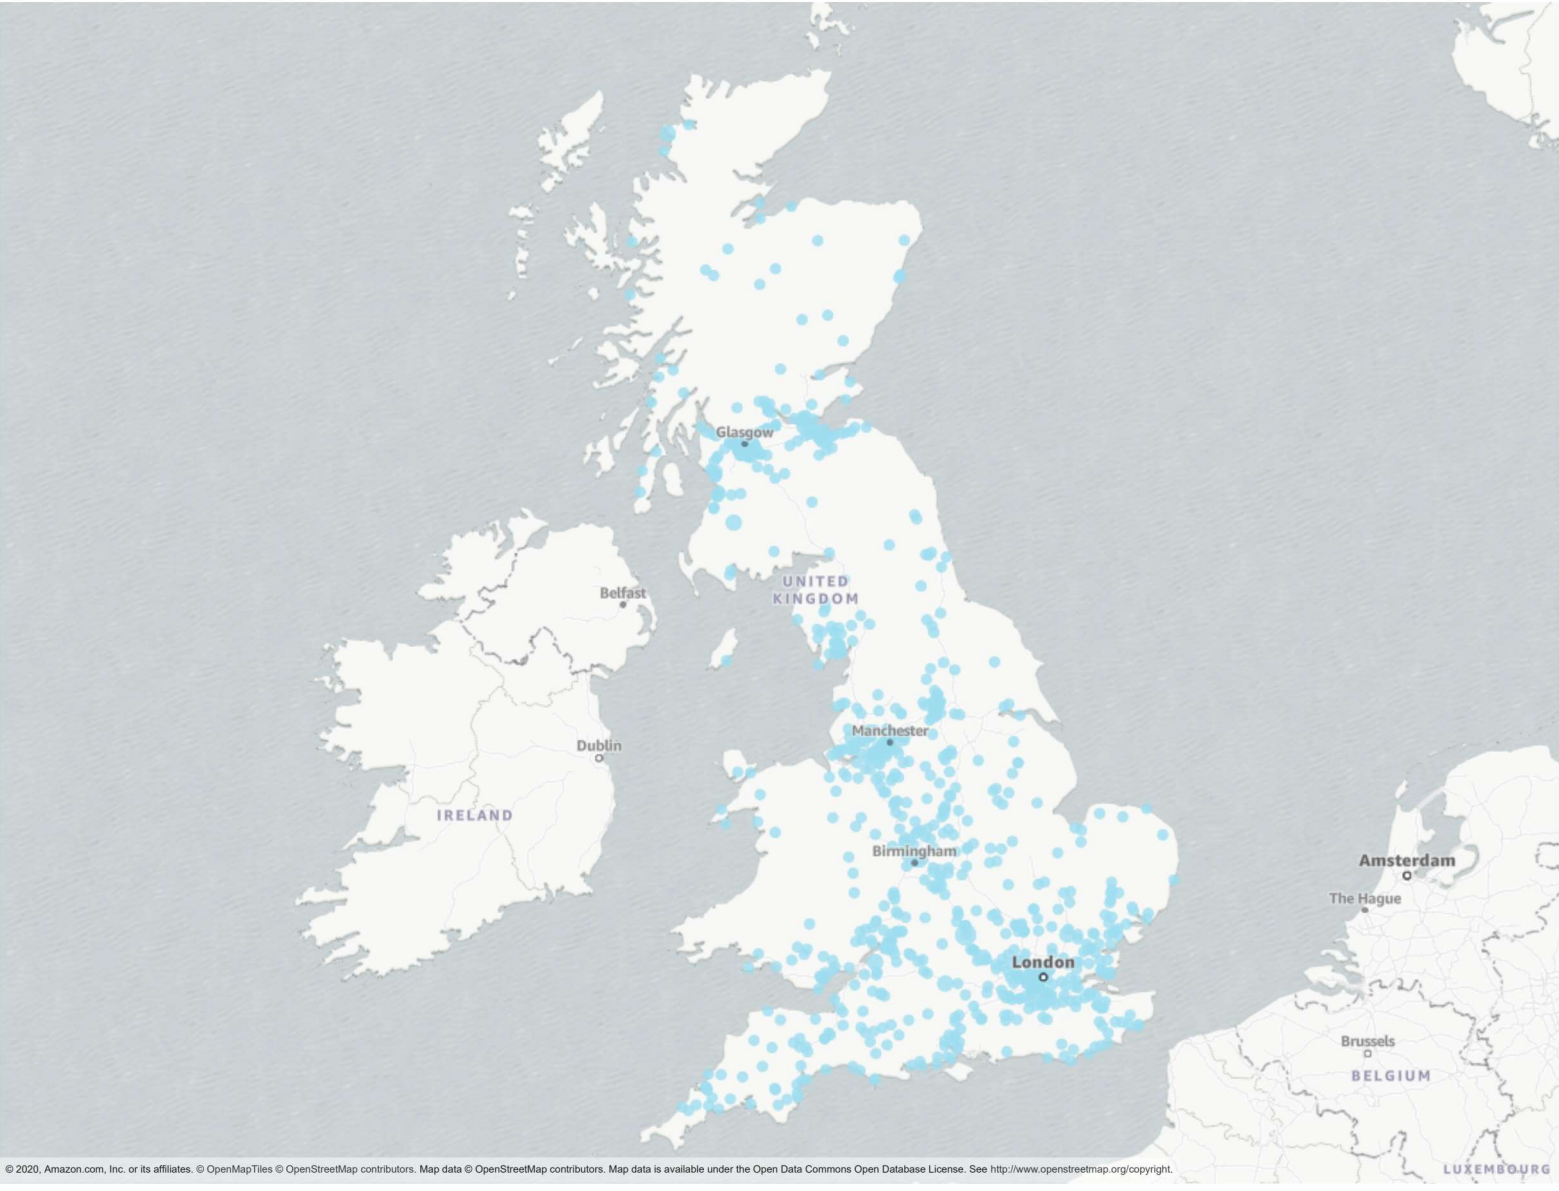 Glasgow
UNITED
KINGDOM
Belfast
Manchester
Dublin
IRELAND
Birmingham
Amsterdam
The Hague
London
Brussels
BELGIUM
LUXEMBOURG
© 2020, Amazon.com, Inc. or its affiliates. © OpenMapTiles © OpenStreetMap contributors. Map data © OpenStreetMap contributors. Map data is available under the Open Data Commons Open Database License. See http://www.openstreetmap.org/copyright.